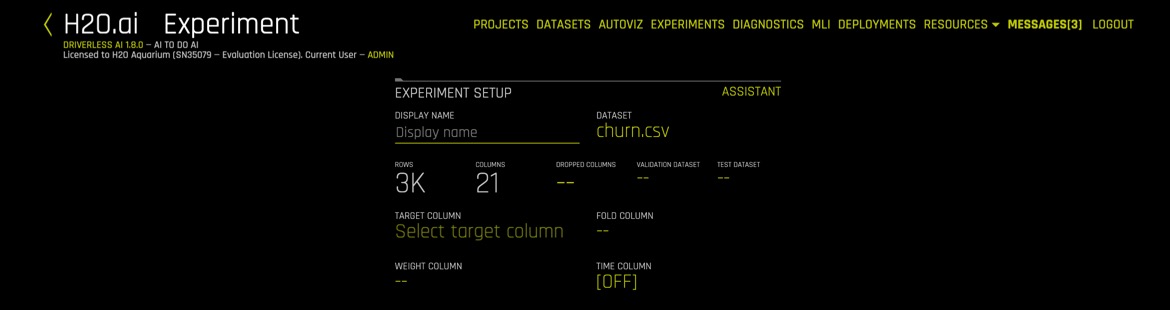 H2O.ai Experiment
PROJECTS DATASETS AUTOVIZ EXPERIMENTS DIAGNOSTICS MLI DEPLOYMENTS RESOURCES MESSAGES[3] LOGOUT
DRIVERLESS AI 1.8.0 – AI TO DO AI
Licensed to H2O Aquarium (SN35079 – Evaluation License). Current User – ADMIN
EXPERIMENT SETUP ASSISTANT
DISPLAY NAME DATASET
Display name churn.csv
ROWS COLUMNS DROPPED COLUMNS VALIDATION DATASET TEST DATASET
3K 21 -- -- --
TARGET COLUMN FOLD COLUMN
Select target column --
WEIGHT COLUMN TIME COLUMN
-- [OFF]